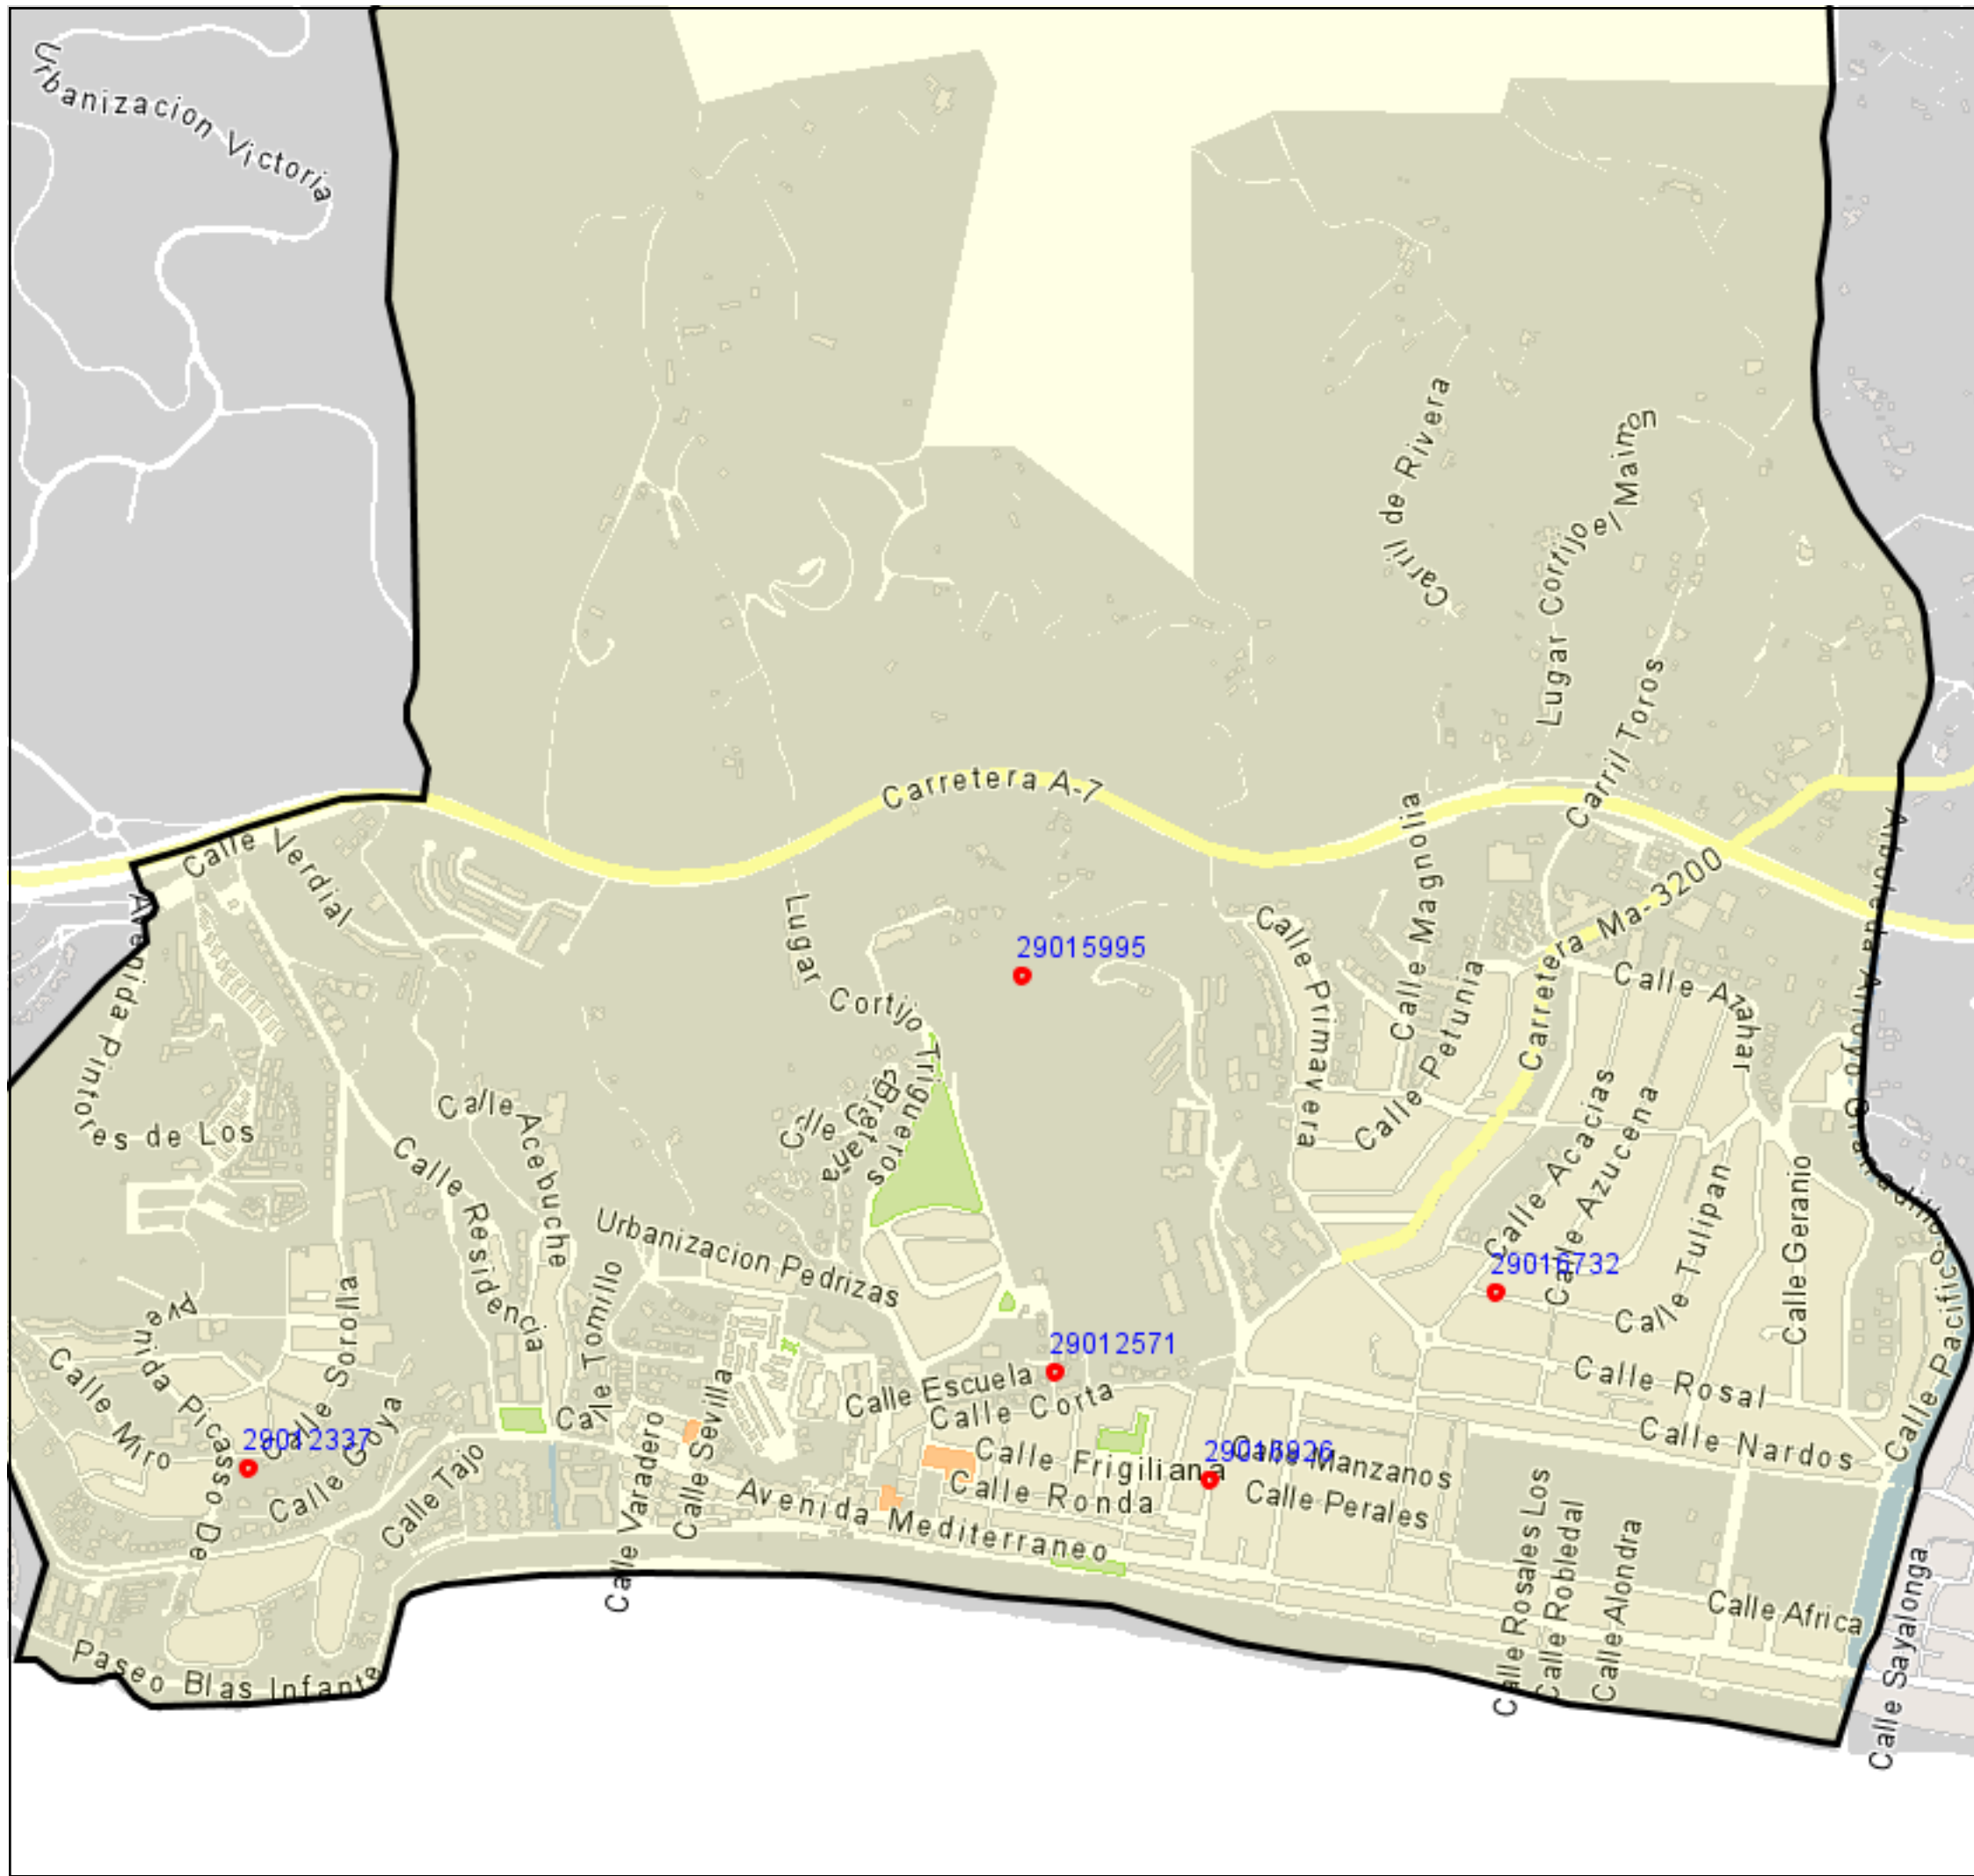 Urbanizacion Victoria
Carril de Rivera
Lugar Cortijo el Maimon
Carril Toros
Carretera A-7
Calle Verdial
Calle Magnolia
Carretera Ma-3200
Avenida Pintores de Los
Lugar Cortijo Trigueros
29015995
Calle Primavera
Calle Petunia
Calle Azahar
Calle Acebuche
Calle Residencia
Calle Acacias
Calle Azucena
Calle Tulipan
Calle Geranio
Urbanizacion Pedrizas
29016732
Calle Pacifico
Calle Tomillo
Calle Sorolla
Avenida Picasso De
Calle Miro
29012337
Calle Goya
Calle Tajo
Calle Varadero
Calle Sevilla
29012571
Calle Escuela
Calle Corta
Calle Frigiliana
Calle Ronda
Avenida Mediterraneo
Calle Manzanos
Calle Perales
Calle Rosal
Calle Nardos
Calle Rosales Los
Calle Robledal
Calle Alondra
Calle Africa
Calle Sayalonga
Paseo Blas Infante